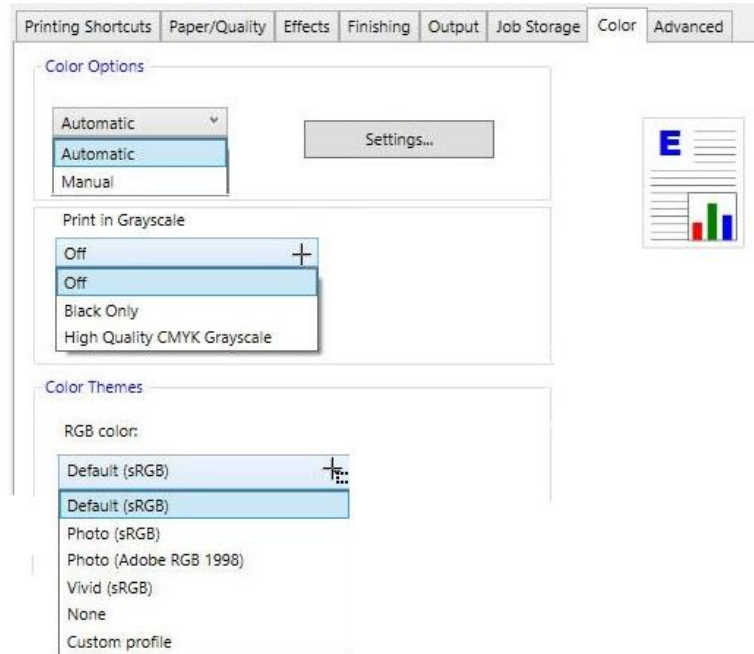 Printing Shortcuts Paper/Quality Effects Finishing Output Job Storage Color Advanced
Color Options
Automatic
Settings...
Automatic
Manual
E
Print in Grayscale
Off
Off
Black Only
High Quality CMYK Grayscale
Color Themes
RGB color:
Default (sRGB)
Default (sRGB)
Photo (sRGB)
Photo (Adobe RGB 1998)
Vivid (sRGB)
None
Custom profile